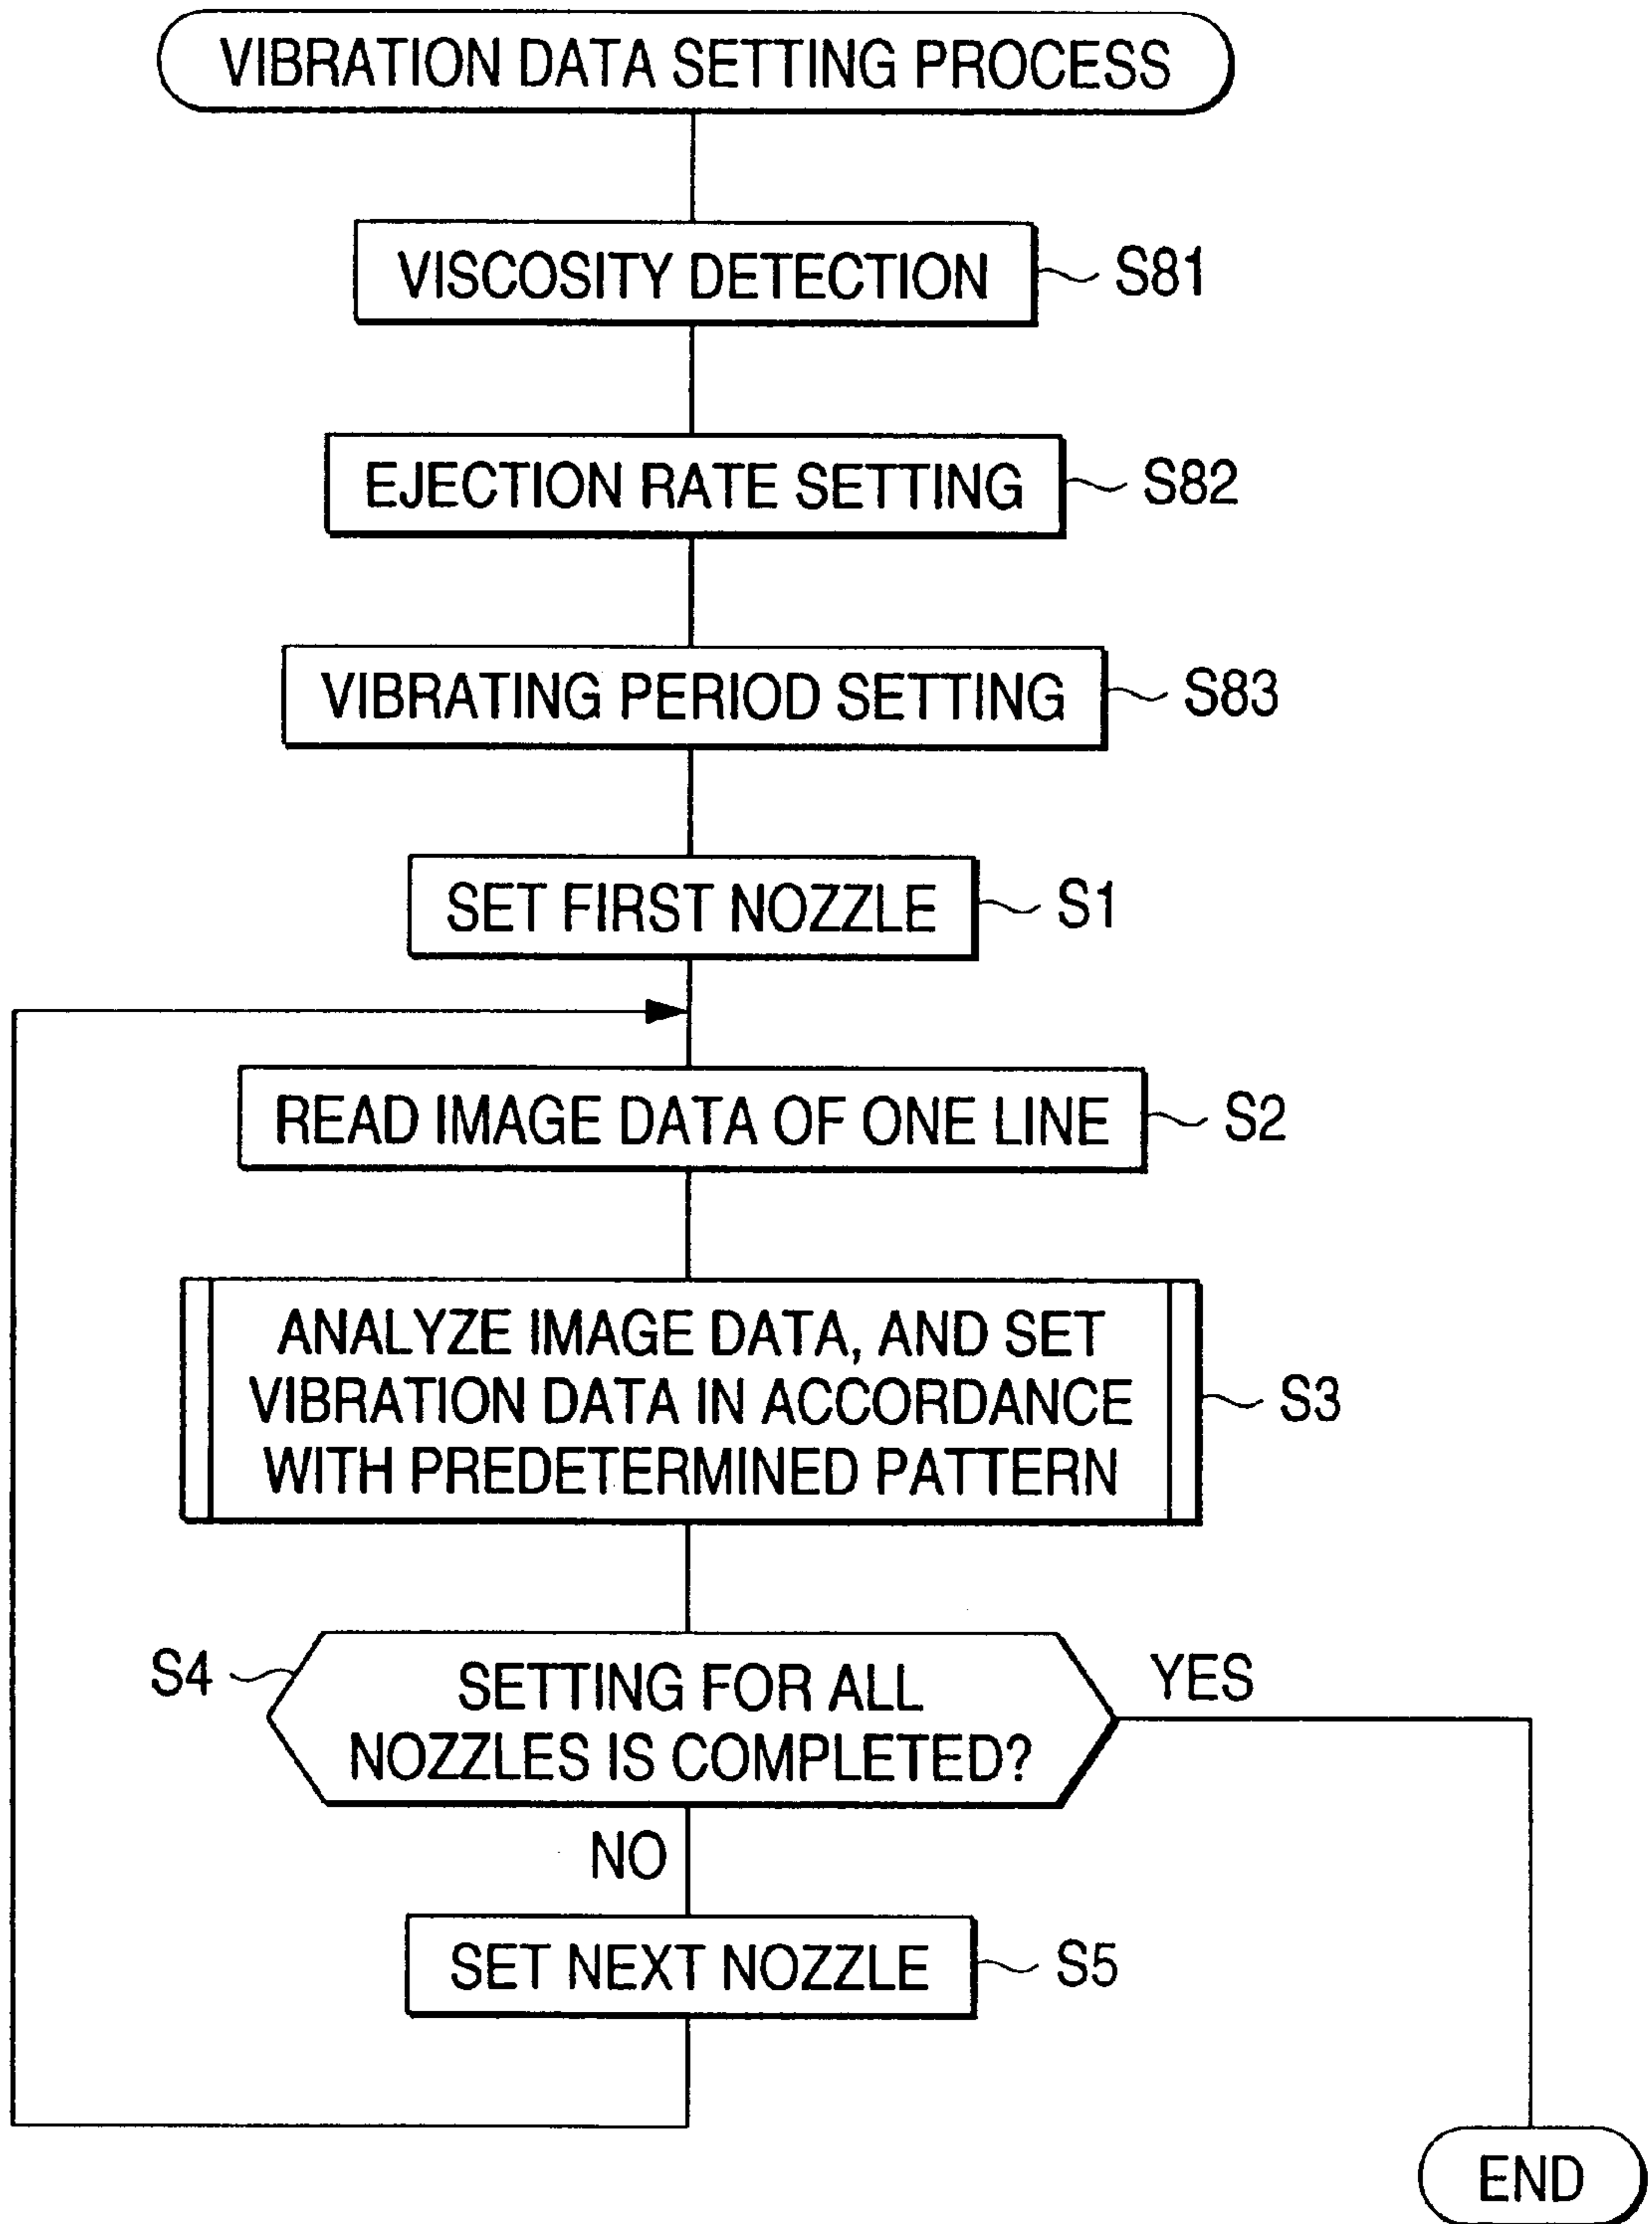 VIBRATION DATA SETTING PROCESS
VISCOSITY DETECTION S81
EJECTION RATE SETTING S82
VIBRATING PERIOD SETTING S83
SET FIRST NOZZLE S1
READ IMAGE DATA OF ONE LINE S2
ANALYZE IMAGE DATA, AND SET
VIBRATION DATA IN ACCORDANCE
WITH PREDETERMINED PATTERN
S3
S4
SETTING FOR ALL
NOZZLES IS COMPLETED?
YES
NO
SET NEXT NOZZLE S5
END